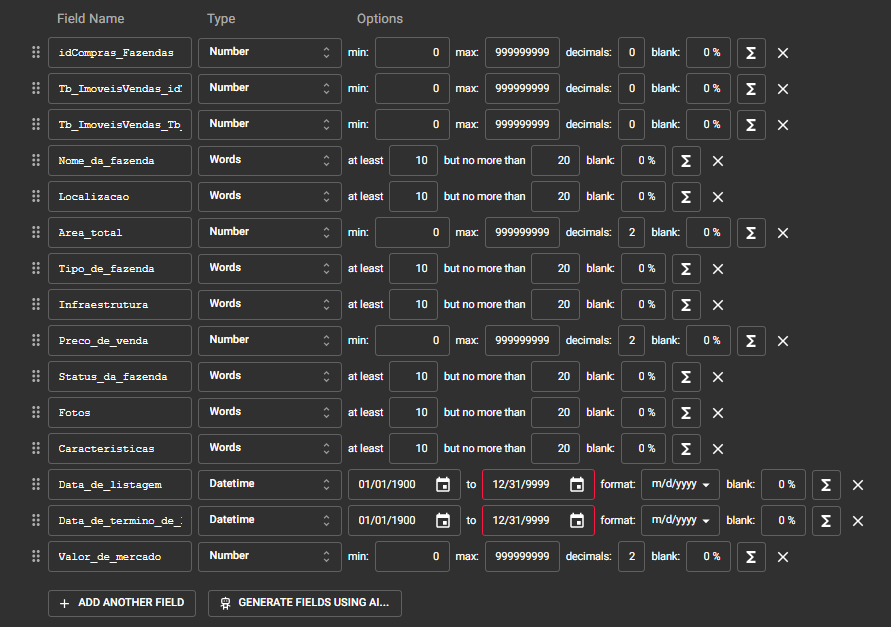 Field Name Type Options
idCompras_Fazendas Number min: 0 max: 999999999 decimals: 0 blank: 0 % Σ
Tb_ImoveisVendas_id Number min: 0 max: 999999999 decimals: 0 blank: 0 % Σ
Tb_ImoveisVendas_Tb_ Number min: 0 max: 999999999 decimals: 0 blank: 0 % Σ
Nome_da_fazenda Words at least 10 but no more than 20 blank: 0 % Σ
Localizacao Words at least 10 but no more than 20 blank: 0 % Σ
Area_total Number min: 0 max: 999999999 decimals: 2 blank: 0 % Σ
Tipo_de_fazenda Words at least 10 but no more than 20 blank: 0 % Σ
Infraestrutura Words at least 10 but no more than 20 blank: 0 % Σ
Preco_de_venda Number min: 0 max: 999999999 decimals: 2 blank: 0 % Σ
Status_da_fazenda Words at least 10 but no more than 20 blank: 0 % Σ
Fotos Words at least 10 but no more than 20 blank: 0 % Σ
Caracteristicas Words at least 10 but no more than 20 blank: 0 % Σ
Data_de_listagem Datetime 01/01/1900 to 12/31/9999 format: m/d/yyyy blank: 0 % Σ
Data_de_termino_de_ Datetime 01/01/1900 to 12/31/9999 format: m/d/yyyy blank: 0 % Σ
Valor_de_mercado Number min: 0 max: 999999999 decimals: 2 blank: 0 % Σ
+ ADD ANOTHER FIELD GENERATE FIELDS USING AI...